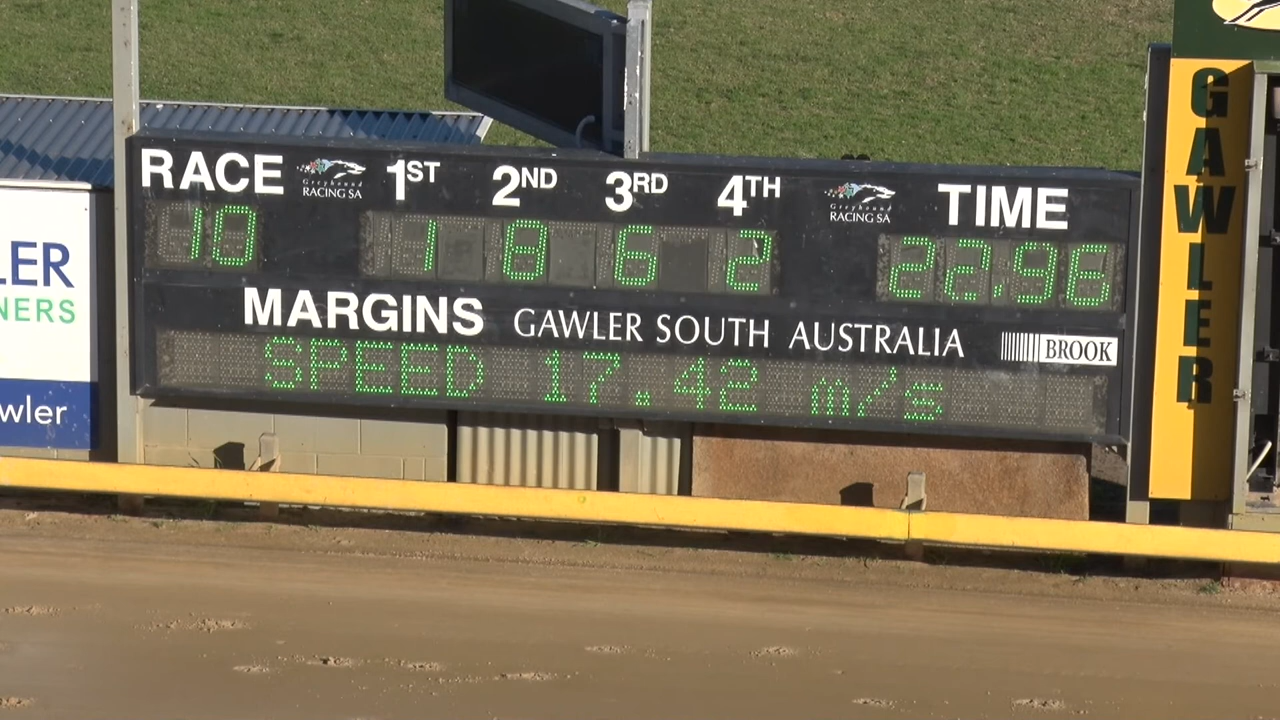 RACE Greyhound RACING SA 1ST 2ND 3RD 4TH Greyhound RACING SA TIME
10 1 8 6 2 22.96
MARGINS GAWLER SOUTH AUSTRALIA BROOK
SPEED 17.42 m/s
GAWLER
LER
NERS
wler